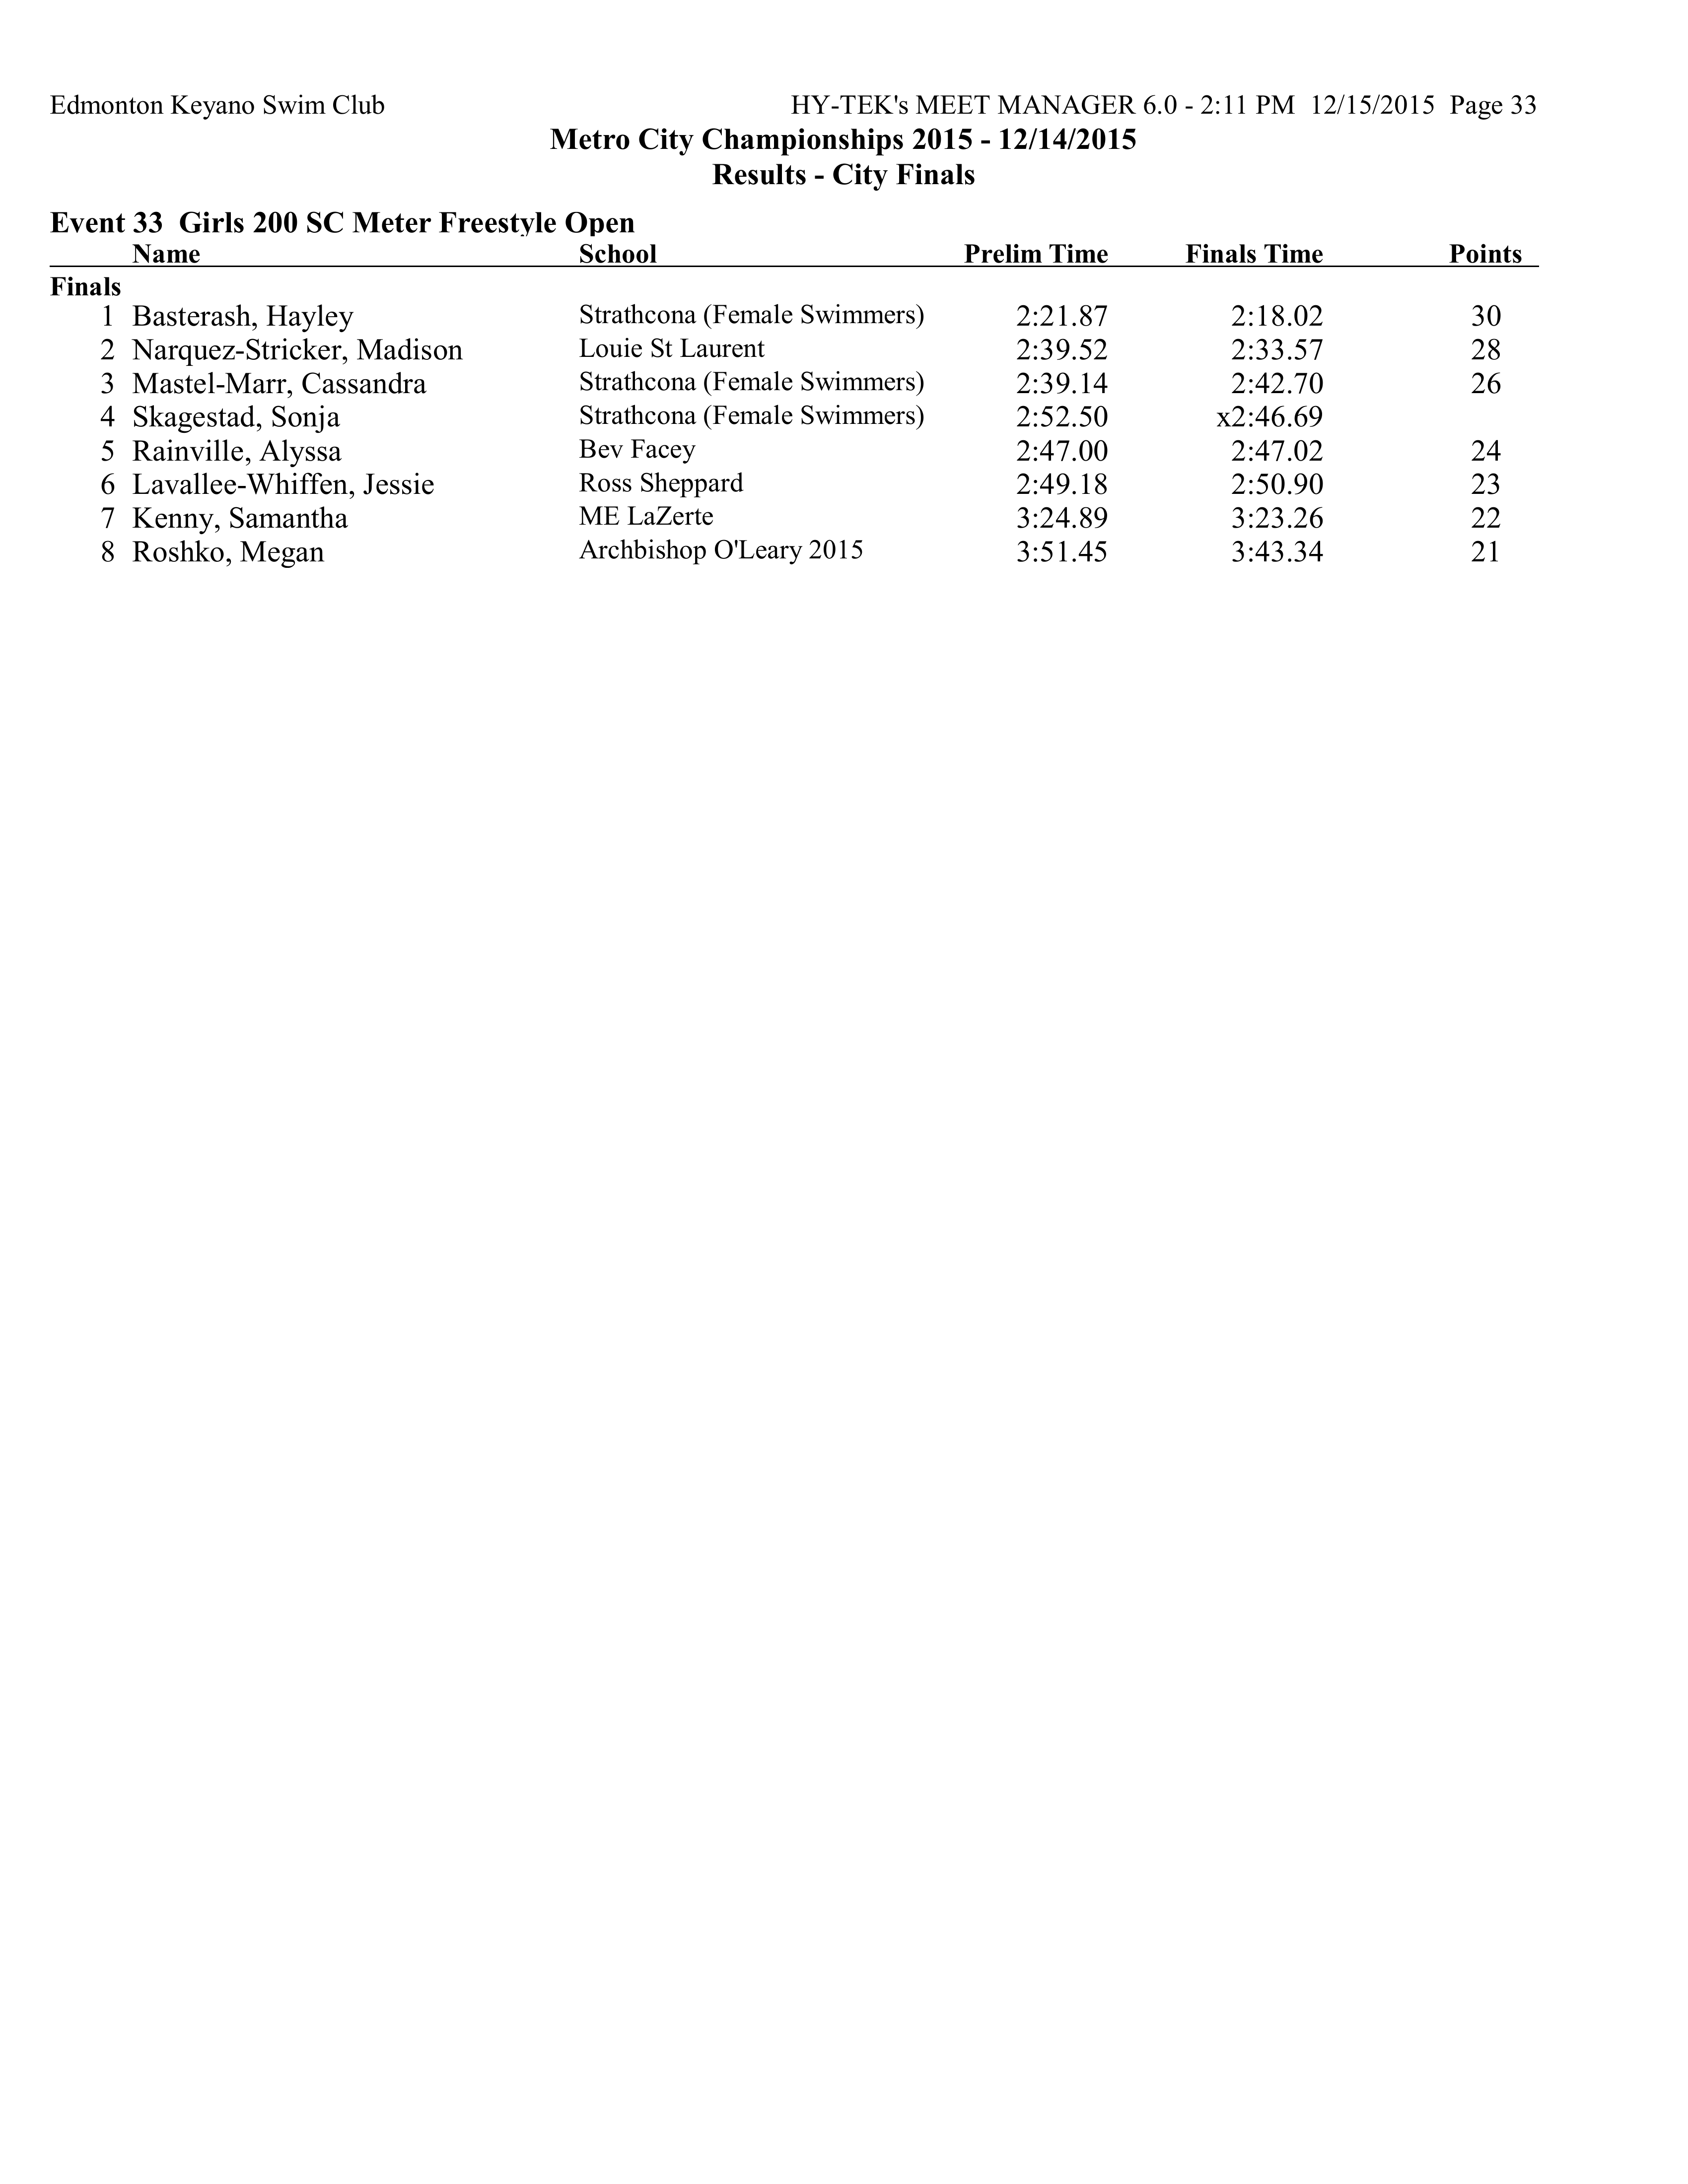 Edmonton Keyano Swim Club HY-TEK's MEET MANAGER 6.0 - 2:11 PM 12/15/2015 Page 33
Metro City Championships 2015 - 12/14/2015
Results - City Finals
Event 33 Girls 200 SC Meter Freestyle Open
Name School Prelim Time Finals Time Points
Finals
1 Basterash, Hayley Strathcona (Female Swimmers) 2:21.87 2:18.02 30
2 Narquez-Stricker, Madison Louie St Laurent 2:39.52 2:33.57 28
3 Mastel-Marr, Cassandra Strathcona (Female Swimmers) 2:39.14 2:42.70 26
4 Skagestad, Sonja Strathcona (Female Swimmers) 2:52.50 x2:46.69
5 Rainville, Alyssa Bev Facey 2:47.00 2:47.02 24
6 Lavallee-Whiffen, Jessie Ross Sheppard 2:49.18 2:50.90 23
7 Kenny, Samantha ME LaZerte 3:24.89 3:23.26 22
8 Roshko, Megan Archbishop O'Leary 2015 3:51.45 3:43.34 21